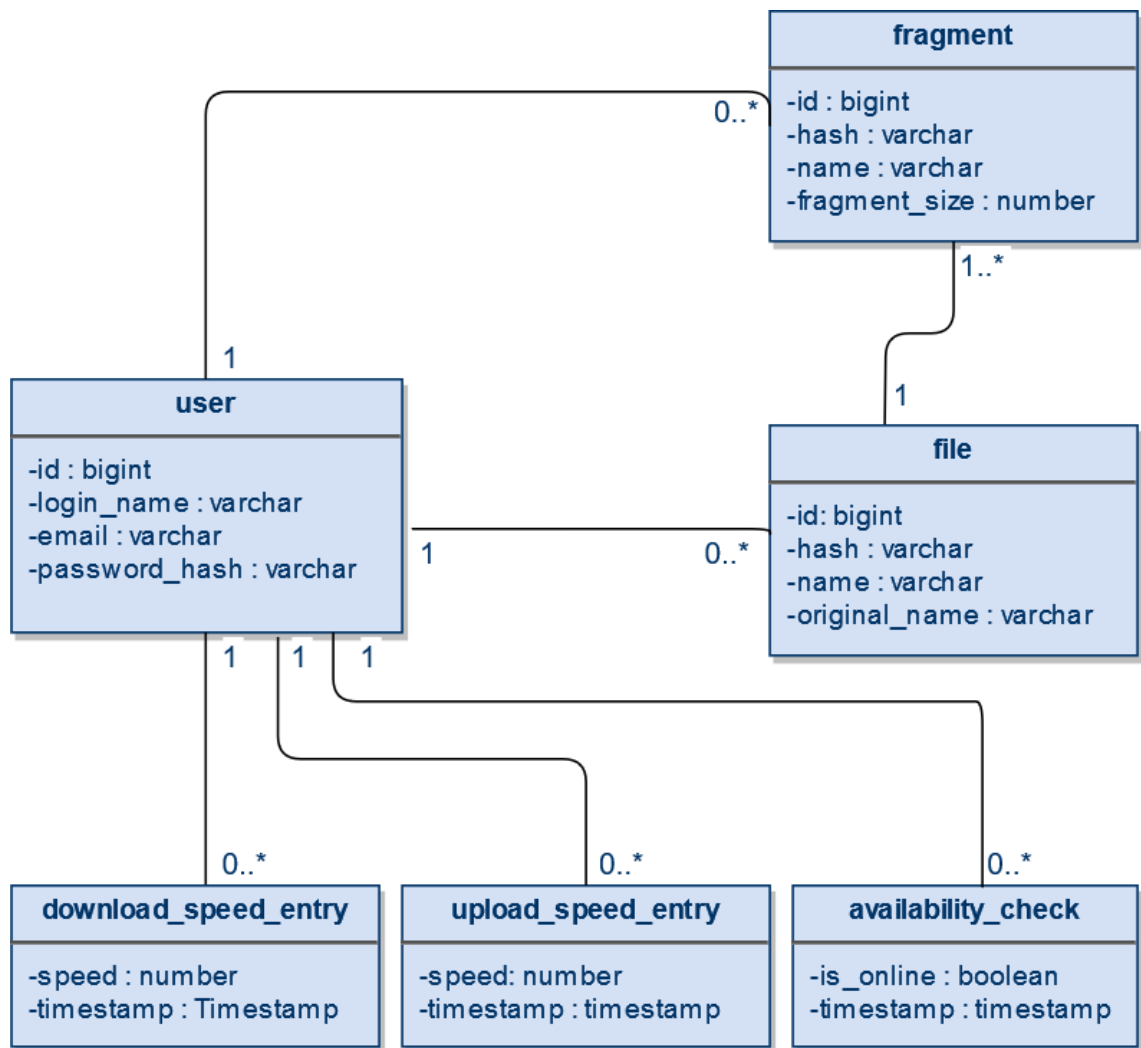 fragment
-id : bigint
-hash : varchar
-name : varchar
-fragment_size : number
0..*
1..*
1
1
user
-id : bigint
-login_name : varchar
-email : varchar
-password_hash : varchar
file
-id: bigint
-hash : varchar
-name : varchar
-original_name : varchar
1
0..*
1
1
1
0..*
0..*
0..*
download_speed_entry
-speed : number
-timestamp : Timestamp
upload_speed_entry
-speed: number
-timestamp : timestamp
availability_check
-is_online : boolean
-timestamp : timestamp